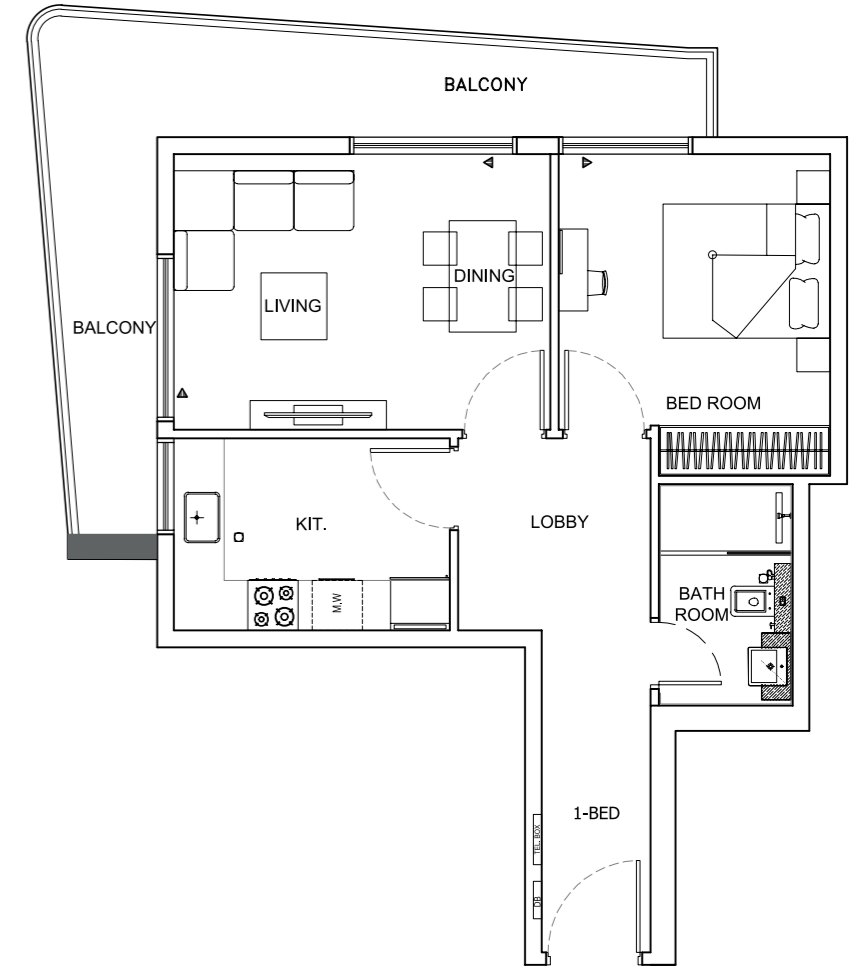 BALCONY
DINING
LIVING
BALCONY
BED ROOM
KIT.
LOBBY
M.W
BATH
ROOM
1-BED
TEL. BOX
DB